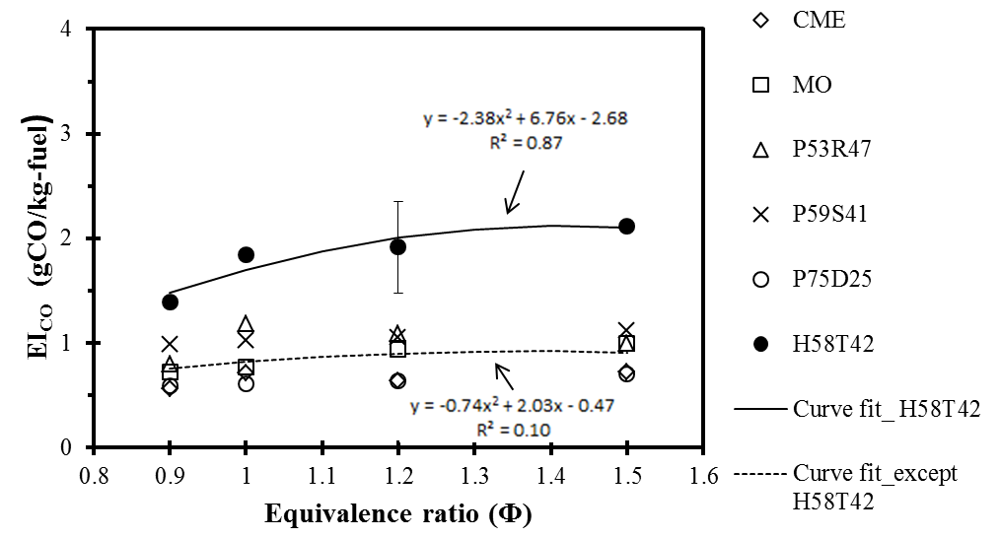 4
3
2
1
0
EI_CO (gCO/kg-fuel)
y = -2.38x² + 6.76x - 2.68
R² = 0.87
y = -0.74x² + 2.03x - 0.47
R² = 0.10
0.8 0.9 1 1.1 1.2 1.3 1.4 1.5 1.6
Equivalence ratio (Φ)
CME
MO
P53R47
P59S41
P75D25
H58T42
Curve fit_ H58T42
Curve fit_except
H58T42